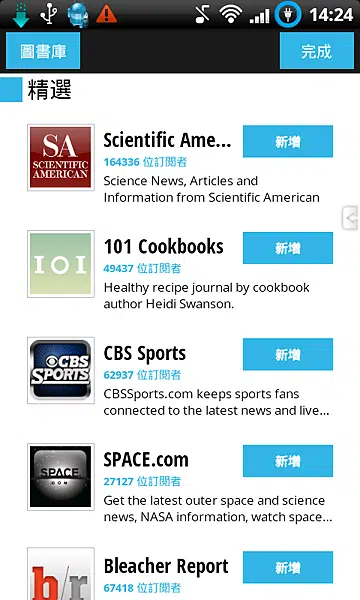 14:24
圖書庫
完成
精選
SA
SCIENTIFIC
AMERICAN
Scientific Ame...
新增
164336 位訂閱者
Science News, Articles and
Information from Scientific American
101
101 Cookbooks
新增
49437 位訂閱者
Healthy recipe journal by cookbook
author Heidi Swanson.
CBS
SPORTS
CBS Sports
新增
62937 位訂閱者
CBSSports.com keeps sports fans
connected to the latest news and live...
SPACE
.COM
SPACE.com
新增
27127 位訂閱者
Get the latest outer space and science
news, NASA information, watch space...
b/r
Bleacher Report
新增
67418 位訂閱者